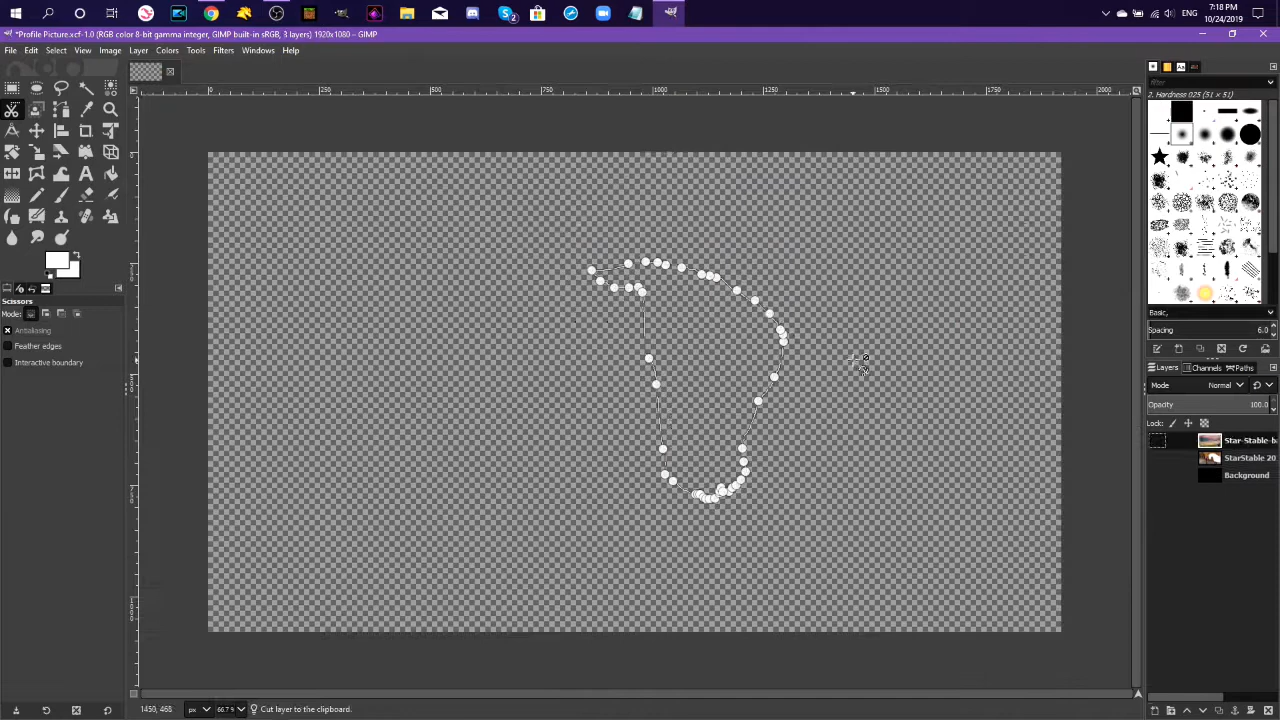 2
7:18 PM
ENG
10/24/2019
*Profile Picture.xcf-1.0 (RGB color 8-bit gamma integer, GIMP built-in sRGB, 3 layers) 1920x1080 – GIMP
File Edit Select View Image Layer Colors Tools Filters Windows Help
filter
2. Hardness 025 (51 × 51)
0 250 500 750 1000 1250 1500 1750 2000
Scissors
Mode:
Antialiasing
Feather edges
Interactive boundary
Basic,
Spacing 6.0
Layers Channels Paths
Mode Normal
Opacity 100.0
Lock:
Star-Stable-b
StarStable 20
Background
1450, 468 px 66.7 Cut layer to the clipboard.